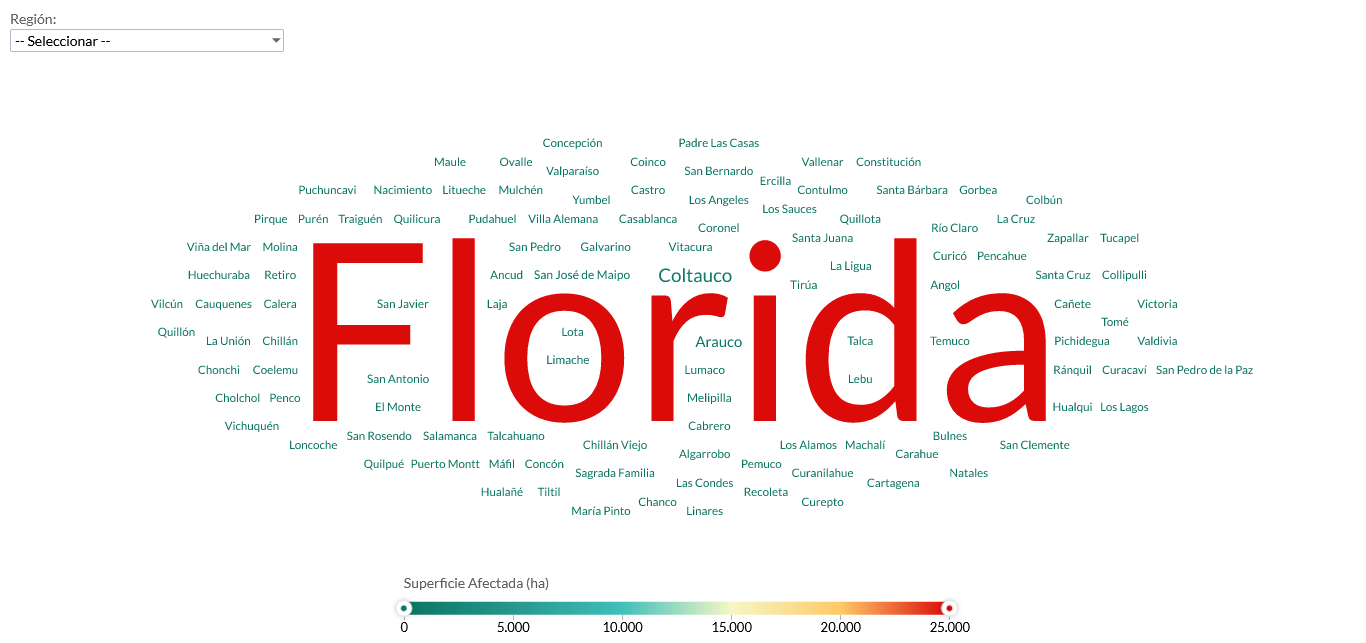 Región:
-- Seleccionar --
Concepción Padre Las Casas
Maule Ovalle Coinco Vallenar Constitución
Valparaíso San Bernardo
Ercilla
Puchuncavi Nacimiento Litueche Mulchén Castro Contulmo Santa Bárbara Gorbea
Yumbel Los Angeles Colbún
Los Sauces
Pirque Purén Traiguén Quilicura Pudahuel Villa Alemana Casablanca Quillota La Cruz
Coronel Río Claro
Santa Juana Zapallar Tucapel
Viña del Mar Molina San Pedro Galvarino Vitacura
Curicó Pencahue
La Ligua
Huechuraba Retiro Ancud San José de Maipo Coltauco Santa Cruz Collipulli
Tirúa Angol
Vilcún Cauquenes Calera San Javier Laja Cañete Victoria
Tomé
Quillón Lota
Florida
La Unión Chillán Arauco Talca Temuco Pichidegua Valdivia
Limache
Chonchi Coelemu Lumaco Ránquil Curacaví San Pedro de la Paz
San Antonio Lebu
Cholchol Penco Melipilla
El Monte Hualqui Los Lagos
Vichuquén Cabrero
San Rosendo Salamanca Talcahuano Bulnes
Loncoche Chillán Viejo Los Alamos Machalí San Clemente
Algarrobo Carahue
Quilpué Puerto Montt Máfil Concón Pemuco
Sagrada Familia Curanilahue Natales
Las Condes Cartagena
Hualañé Tiltil Recoleta
Chanco Curepto
María Pinto Linares
Superficie Afectada (ha)
0 5.000 10.000 15.000 20.000 25.000